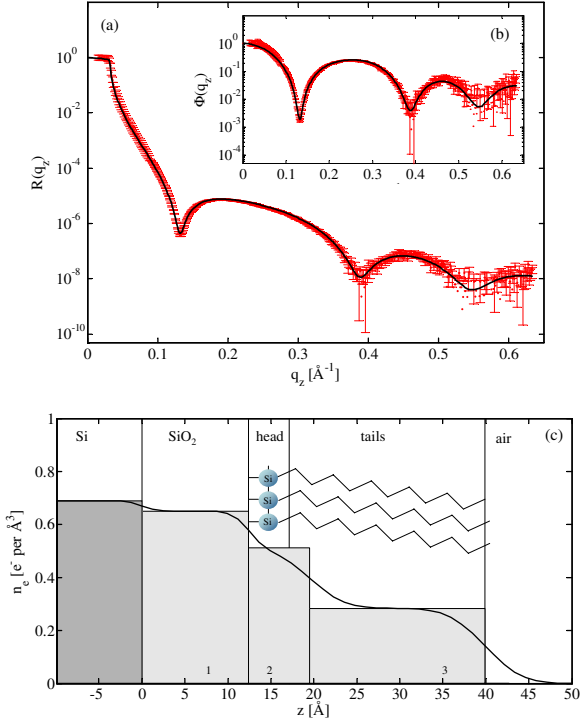 (a)
R(q_z)
10^0
10^-2
10^-4
10^-6
10^-8
10^-10
0 0.1 0.2 0.3 0.4 0.5 0.6
q_z [Å^-1]
(b)
Φ(q_z)
10^1
10^0
10^-1
10^-2
10^-3
10^-4
0 0.1 0.2 0.3 0.4 0.5 0.6
(c)
Si SiO_2 head tails air
n_e [e^- per Å^3]
1
0.8
0.6
0.4
0.2
0
Si
Si
Si
1 2 3
-5 0 5 10 15 20 25 30 35 40 45 50
z [Å]